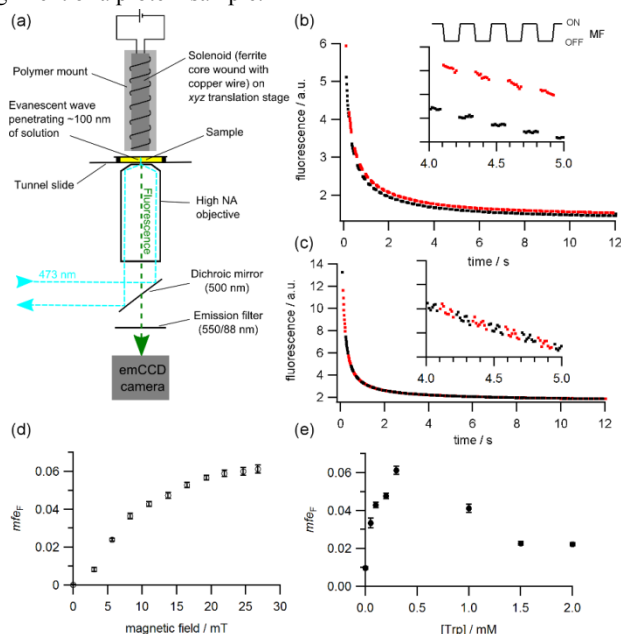 (a)
Polymer mount
Solenoid (ferrite
core wound with
copper wire) on
xyz translation stage
Evanescent wave
penetrating ~100 nm
of solution
Sample
Tunnel slide
Fluorescence
High NA
objective
473 nm
Dichroic mirror
(500 nm)
Emission filter
(550/88 nm)
emCCD
camera
(b)
ON
OFF
MF
fluorescence / a.u.
6
5
4
3
2
4.0 4.5 5.0
0 2 4 6 8 10 12
time / s
(c)
fluorescence / a.u.
14
12
10
8
6
4
2
4.0 4.5 5.0
0 2 4 6 8 10 12
time / s
(d)
mfeF
0.06
0.04
0.02
0
0 5 10 15 20 25 30
magnetic field / mT
(e)
mfeF
0.06
0.04
0.02
0.00
0.0 0.5 1.0 1.5 2.0
[Trp] / mM